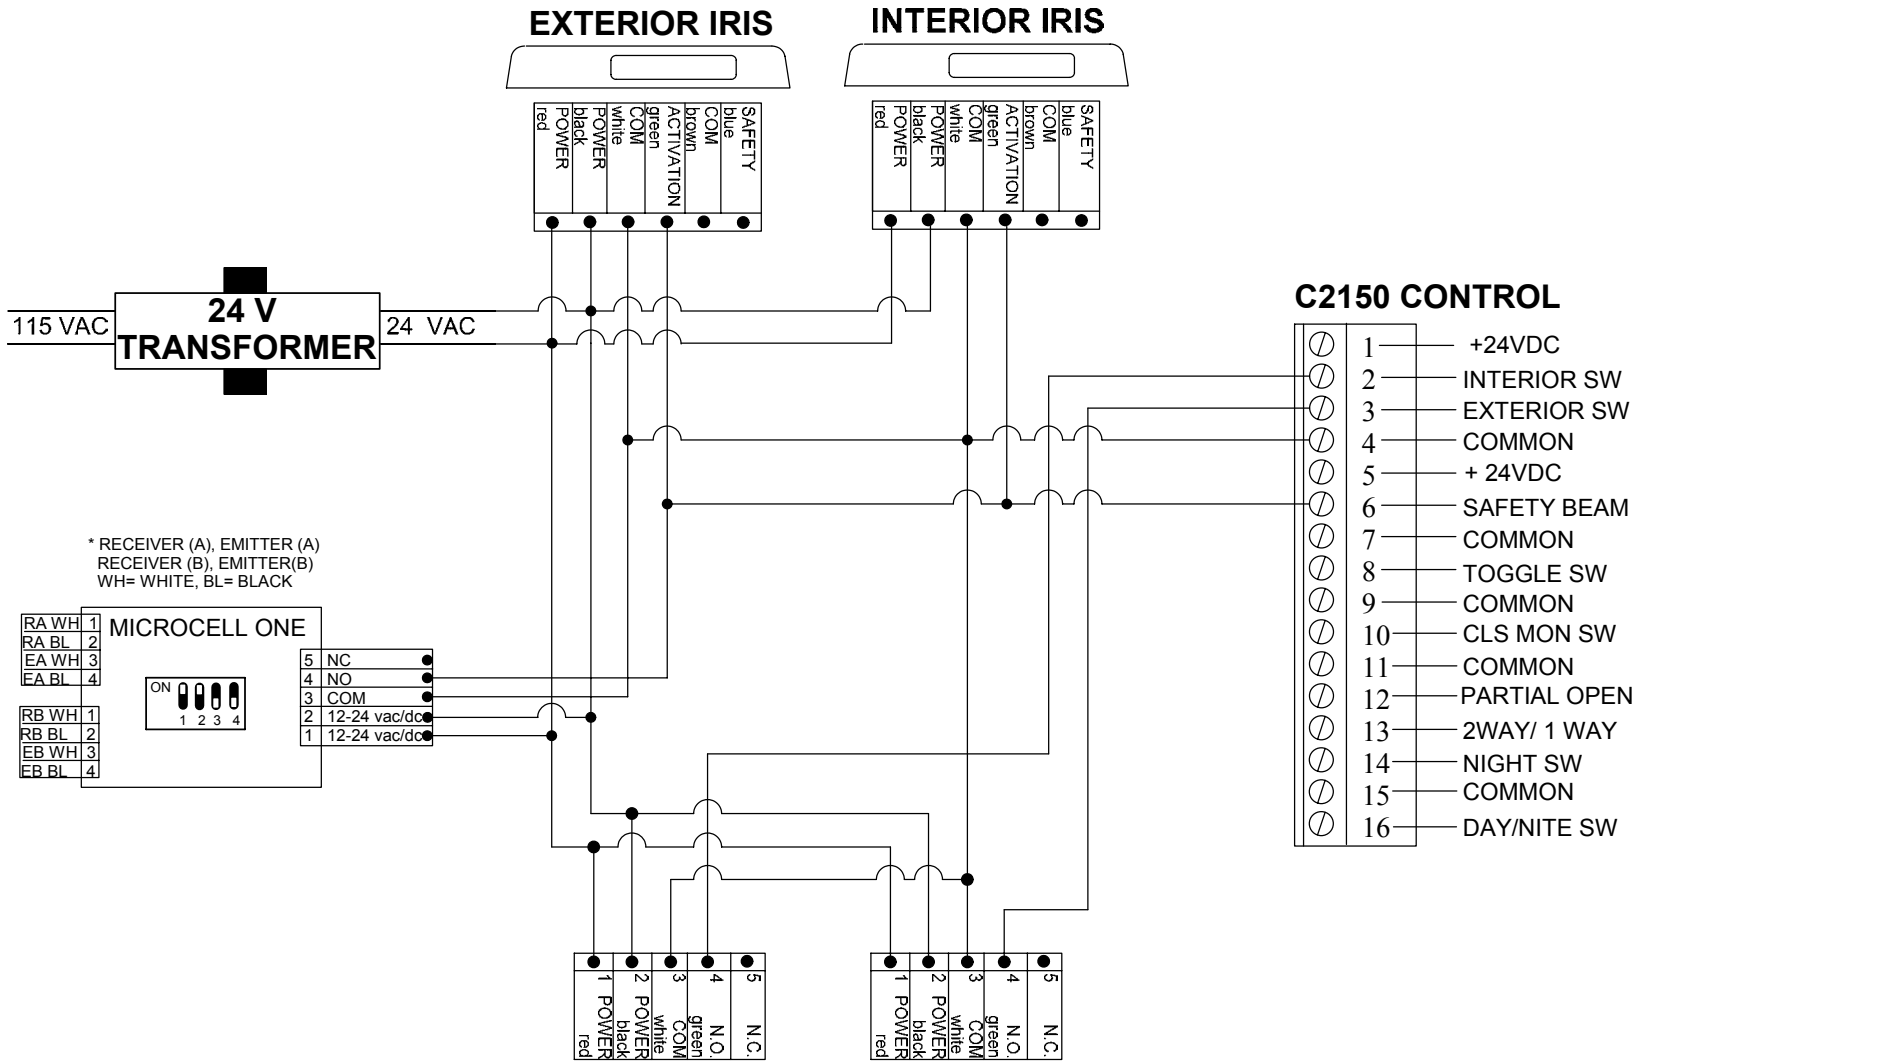 EXTERIOR IRIS
INTERIOR IRIS
POWER
red
POWER
black
COM
white
ACTIVATION
green
COM
brown
SAFETY
blue
POWER
red
POWER
black
COM
white
ACTIVATION
green
COM
brown
SAFETY
blue
115 VAC
24 V
TRANSFORMER
24 VAC
C2150 CONTROL
1 +24VDC
2 INTERIOR SW
3 EXTERIOR SW
4 COMMON
5 + 24VDC
6 SAFETY BEAM
7 COMMON
8 TOGGLE SW
9 COMMON
10 CLS MON SW
11 COMMON
12 PARTIAL OPEN
13 2WAY/ 1 WAY
14 NIGHT SW
15 COMMON
16 DAY/NITE SW
* RECEIVER (A), EMITTER (A)
RECEIVER (B), EMITTER(B)
WH= WHITE, BL= BLACK
MICROCELL ONE
RA WH 1
RA BL 2
EA WH 3
EA BL 4
RB WH 1
RB BL 2
EB WH 3
EB BL 4
ON
1 2 3 4
5 NC
4 NO
3 COM
2 12-24 vac/dc
1 12-24 vac/dc
1 POWER
red
2 POWER
black
3 COM
white
4 N.O.
green
5 N.C.
1 POWER
red
2 POWER
black
3 COM
white
4 N.O.
green
5 N.C.